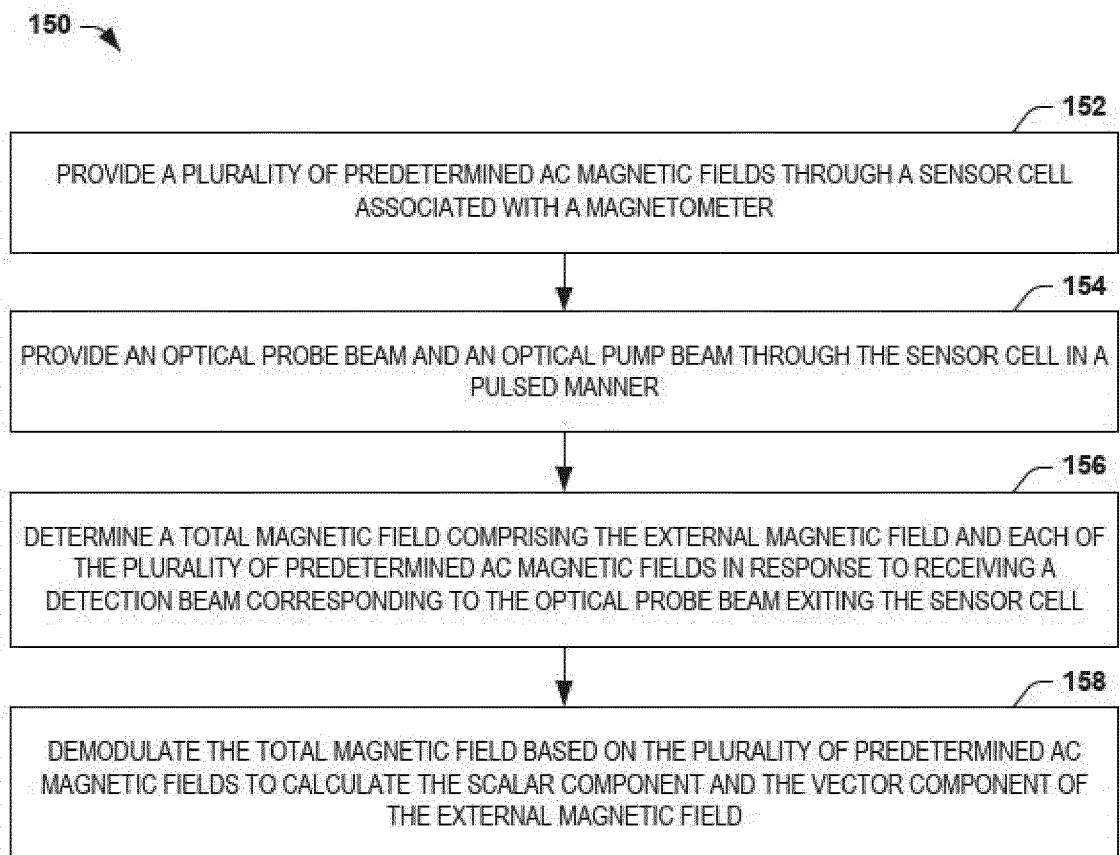 150
152
PROVIDE A PLURALITY OF PREDETERMINED AC MAGNETIC FIELDS THROUGH A SENSOR CELL
ASSOCIATED WITH A MAGNETOMETER
154
PROVIDE AN OPTICAL PROBE BEAM AND AN OPTICAL PUMP BEAM THROUGH THE SENSOR CELL IN A
PULSED MANNER
156
DETERMINE A TOTAL MAGNETIC FIELD COMPRISING THE EXTERNAL MAGNETIC FIELD AND EACH OF
THE PLURALITY OF PREDETERMINED AC MAGNETIC FIELDS IN RESPONSE TO RECEIVING A
DETECTION BEAM CORRESPONDING TO THE OPTICAL PROBE BEAM EXITING THE SENSOR CELL
158
DEMODULATE THE TOTAL MAGNETIC FIELD BASED ON THE PLURALITY OF PREDETERMINED AC
MAGNETIC FIELDS TO CALCULATE THE SCALAR COMPONENT AND THE VECTOR COMPONENT OF
THE EXTERNAL MAGNETIC FIELD